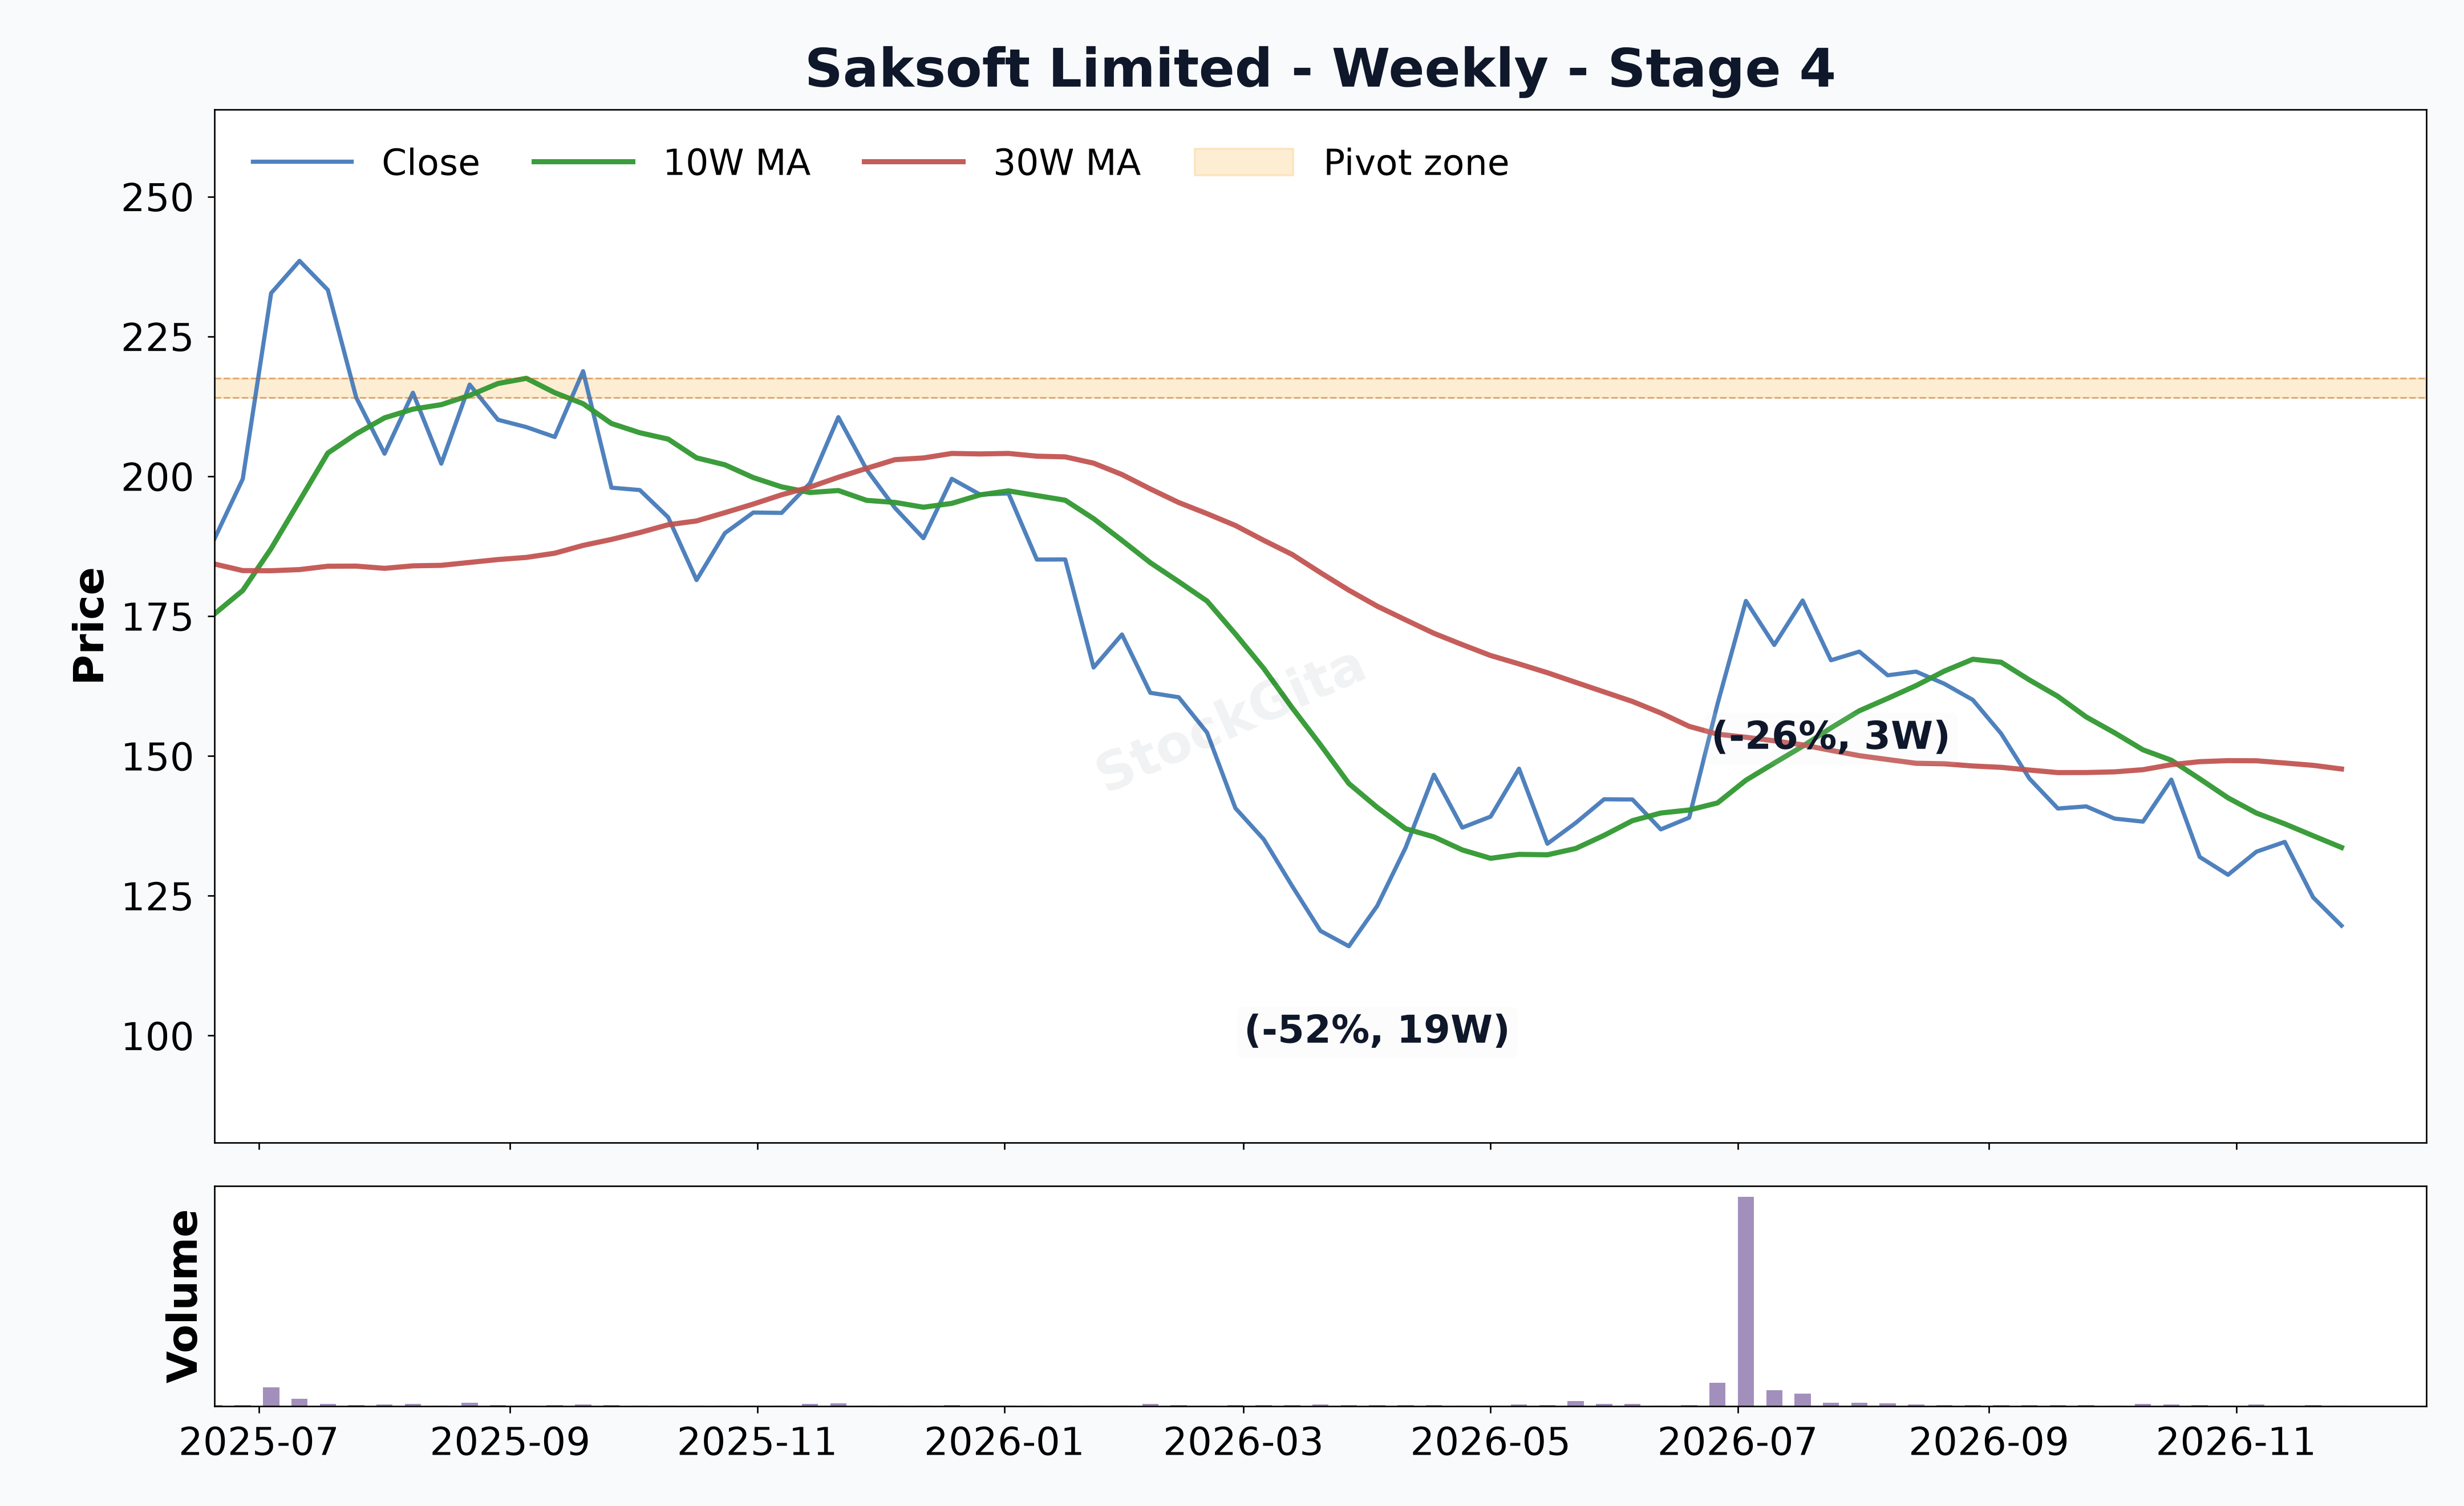 Saksoft Limited - Weekly - Stage 4
Close 10W MA 30W MA Pivot zone
250
225
200
175
150
125
100
Price
StockGita
(-26%, 3W)
(-52%, 19W)
Volume
2025-07 2025-09 2025-11 2026-01 2026-03 2026-05 2026-07 2026-09 2026-11